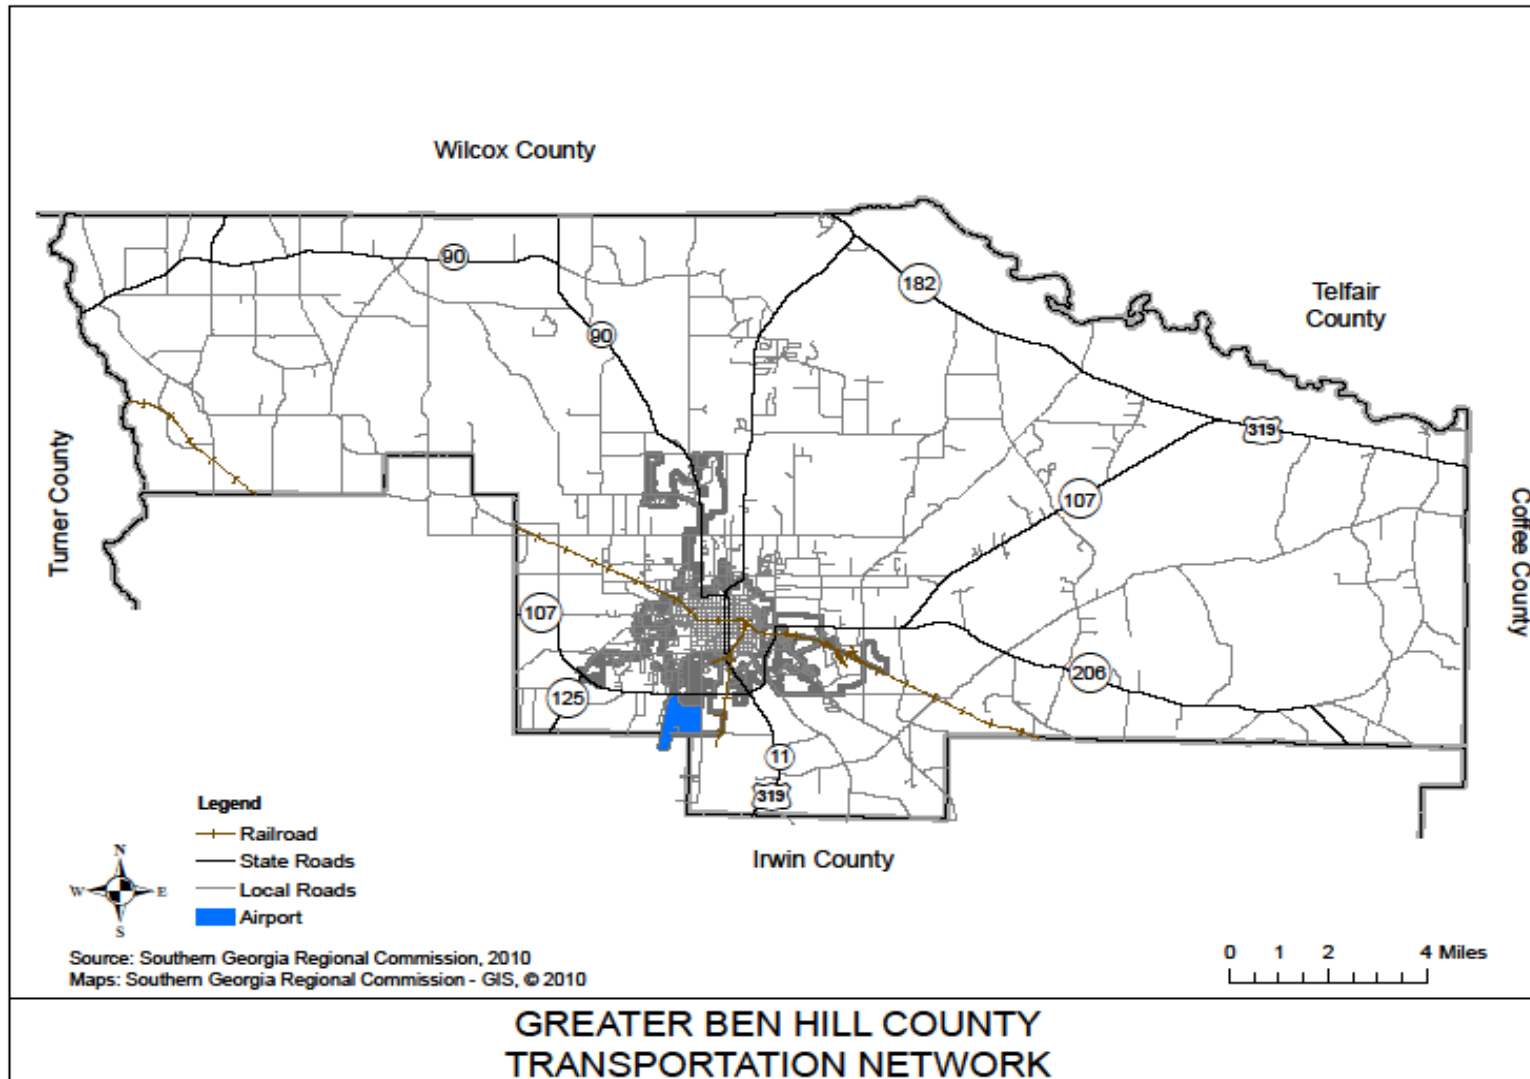 Wilcox County
90
182
Telfair
County
90
319
Turner County
107
Coffee County
107
206
125
11
319
Irwin County
Legend
Railroad
State Roads
Local Roads
Airport
N
W E
S
Source: Southern Georgia Regional Commission, 2010
Maps: Southern Georgia Regional Commission - GIS, © 2010
0 1 2 4 Miles
GREATER BEN HILL COUNTY
TRANSPORTATION NETWORK